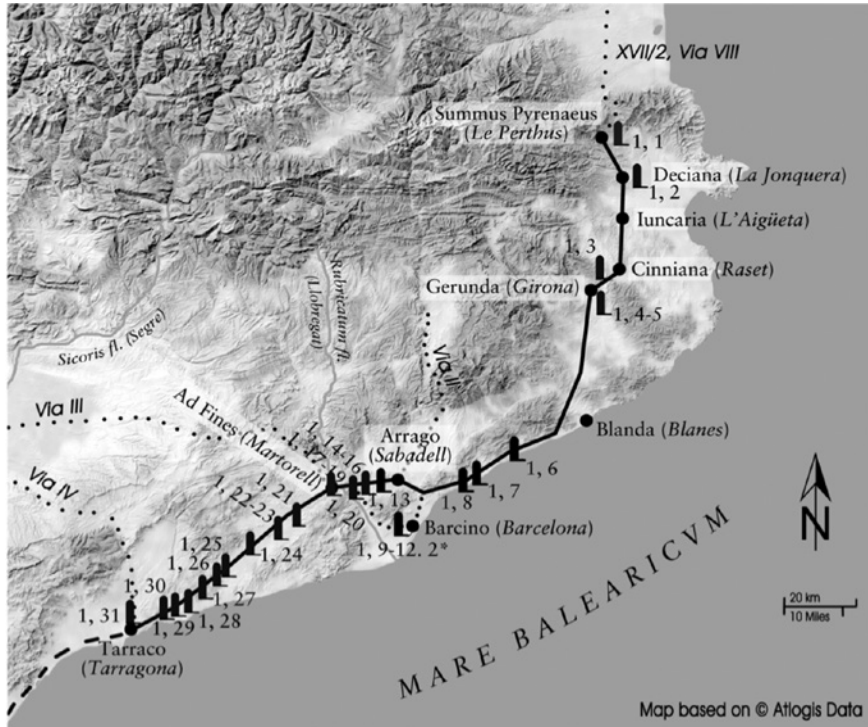 XVII/2, Via VIII
Summus Pyrenaeus
(Le Perthus)
1, 1
Deciana (La Jonquera)
1, 2
Iuncaria (L'Aigüeta)
1, 3
Cinniana (Raset)
Gerunda (Girona)
1, 4-5
Rubricatum fl.
(Llobregat)
Sicoris fl. (Segre)
Via II
Via III
Ad Fines (Martorell)
1, 14-16
1, 17-19
Arrago
(Sabadell)
Blanda (Blanes)
Via IV
1, 6
1, 7
1, 8
1, 13
1, 20
1, 21
1, 22-23
Barcino (Barcelona)
1, 9-12. 2*
1, 24
1, 25
1, 26
1, 27
1, 28
1, 29
1, 30
1, 31
Tarraco
(Tarragona)
N
20 km
10 Miles
MARE BALEARICVM
Map based on © Atlogis Data